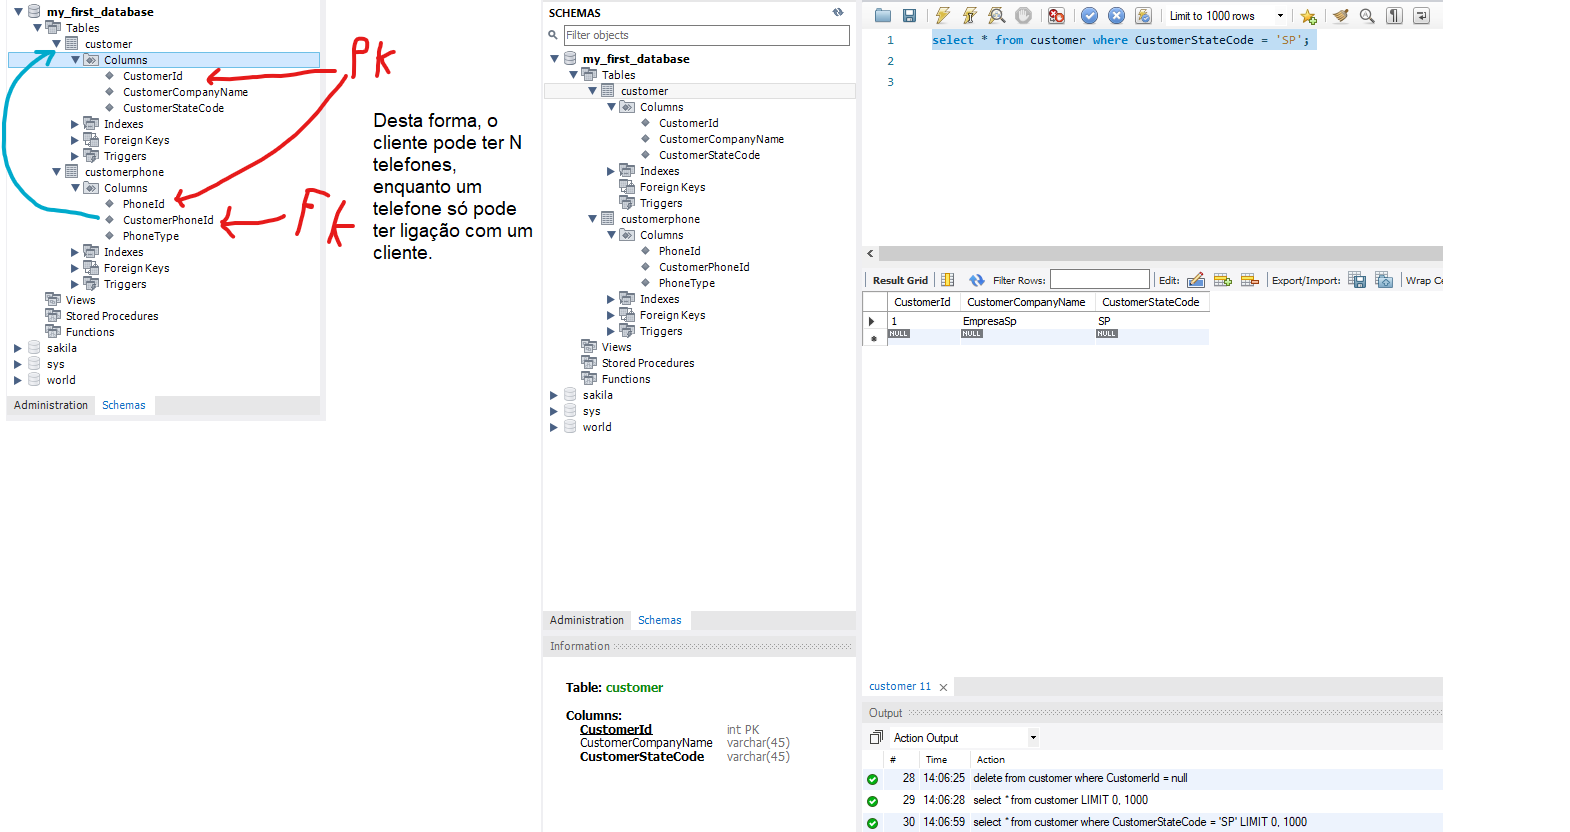 my_first_database
Tables
customer
Columns
CustomerId
CustomerCompanyName
CustomerStateCode
Indexes
Foreign Keys
Triggers
customerphone
Columns
PhoneId
CustomerPhoneId
PhoneType
Indexes
Foreign Keys
Triggers
Views
Stored Procedures
Functions
sakila
sys
world
Administration Schemas
PK
FK
Desta forma, o
cliente pode ter N
telefones,
enquanto um
telefone só pode
ter ligação com um
cliente.
SCHEMAS
Filter objects
my_first_database
Tables
customer
Columns
CustomerId
CustomerCompanyName
CustomerStateCode
Indexes
Foreign Keys
Triggers
customerphone
Columns
PhoneId
CustomerPhoneId
PhoneType
Indexes
Foreign Keys
Triggers
Views
Stored Procedures
Functions
sakila
sys
world
Administration Schemas
Information
Table: customer
Columns:
CustomerId int PK
CustomerCompanyName varchar(45)
CustomerStateCode varchar(45)
Limit to 1000 rows
1 select * from customer where CustomerStateCode = 'SP';
2
3
Result Grid Filter Rows: Edit: Export/Import: Wrap Ce
CustomerId CustomerCompanyName CustomerStateCode
1 EmpresaSp SP
NULL NULL NULL
customer 11
Output
Action Output
# Time Action
28 14:06:25 delete from customer where CustomerId = null
29 14:06:28 select * from customer LIMIT 0, 1000
30 14:06:59 select * from customer where CustomerStateCode = 'SP' LIMIT 0, 1000